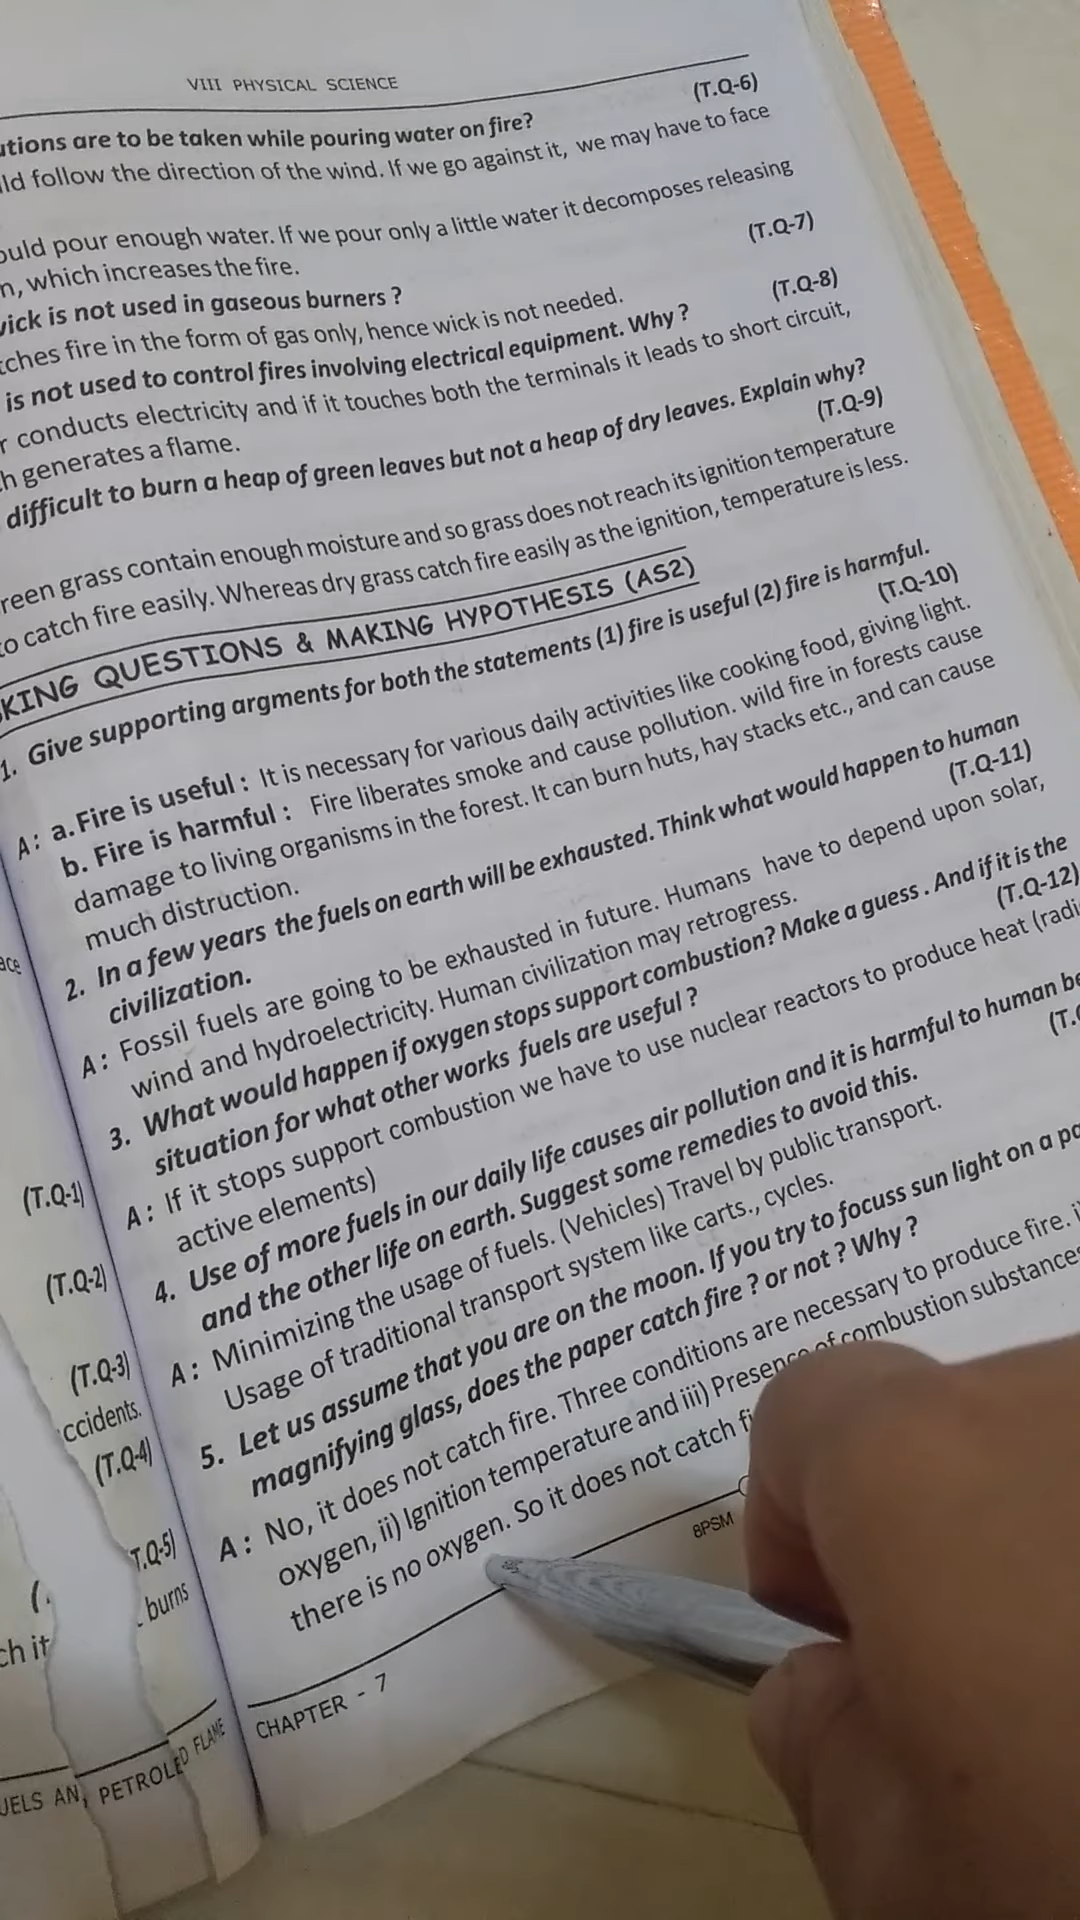 VIII PHYSICAL SCIENCE
utions are to be taken while pouring water on fire?
(T.Q-6)
ld follow the direction of the wind. If we go against it, we may have to face
ould pour enough water. If we pour only a little water it decomposes releasing
n, which increases the fire.
(T.Q-7)
wick is not used in gaseous burners ?
tches fire in the form of gas only, hence wick is not needed.
(T.Q-8)
is not used to control fires involving electrical equipment. Why ?
r conducts electricity and if it touches both the terminals it leads to short circuit,
h generates a flame.
difficult to burn a heap of green leaves but not a heap of dry leaves. Explain why?
(T.Q-9)
reen grass contain enough moisture and so grass does not reach its ignition temperature
to catch fire easily. Whereas dry grass catch fire easily as the ignition, temperature is less.
KING QUESTIONS & MAKING HYPOTHESIS (AS2)
1. Give supporting argments for both the statements (1) fire is useful (2) fire is harmful.
(T.Q-10)
A: a. Fire is useful : It is necessary for various daily activities like cooking food, giving light.
b. Fire is harmful : Fire liberates smoke and cause pollution. wild fire in forests cause
damage to living organisms in the forest. It can burn huts, hay stacks etc., and can cause
much distruction.
2. In a few years the fuels on earth will be exhausted. Think what would happen to human
civilization.
(T.Q-11)
A: Fossil fuels are going to be exhausted in future. Humans have to depend upon solar,
wind and hydroelectricity. Human civilization may retrogress.
3. What would happen if oxygen stops support combustion? Make a guess . And if it is the
situation for what other works fuels are useful ?
(T.Q-12)
A: If it stops support combustion we have to use nuclear reactors to produce heat (radi
active elements)
4. Use of more fuels in our daily life causes air pollution and it is harmful to human be
and the other life on earth. Suggest some remedies to avoid this.
(T.
A: Minimizing the usage of fuels. (Vehicles) Travel by public transport.
Usage of traditional transport system like carts., cycles.
5. Let us assume that you are on the moon. If you try to focuss sun light on a pa
magnifying glass, does the paper catch fire ? or not ? Why ?
A: No, it does not catch fire. Three conditions are necessary to produce fire. i
oxygen, ii) Ignition temperature and iii) Presence of combustion substance
there is no oxygen. So it does not catch fi
8PSM
CHAPTER - 7
ace
(T.Q-1)
(T.Q-2)
(T.Q-3)
ccidents.
(T.Q-4)
T.Q-5)
burns
ch it
UELS AN, PETROLE
D FLAME